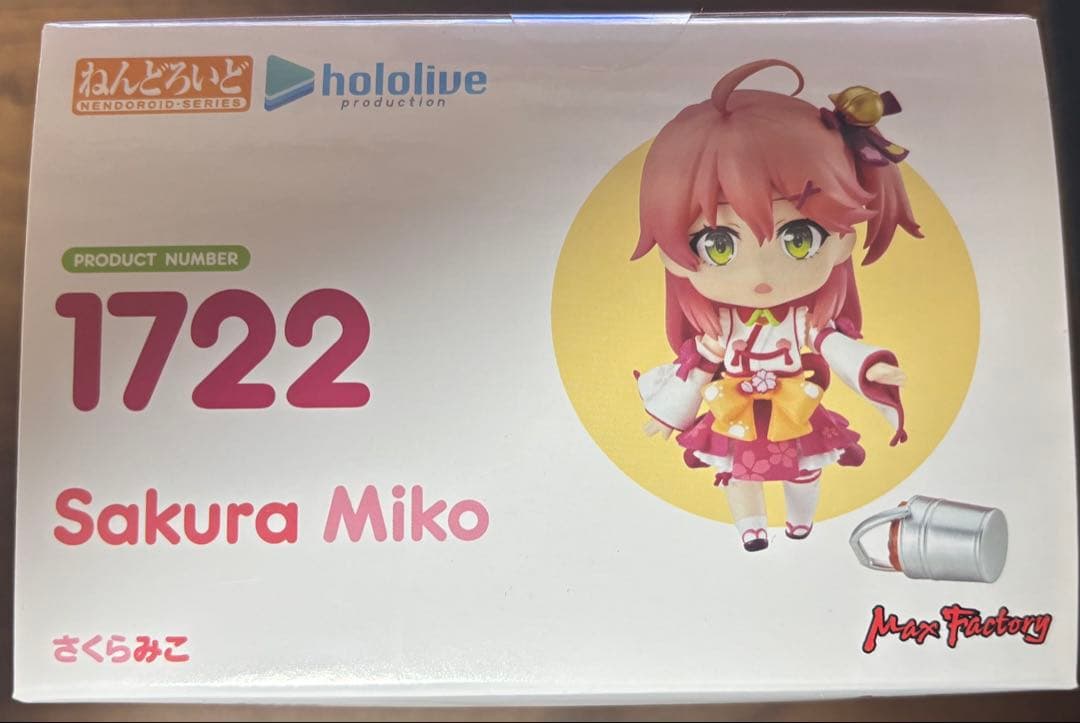 ねんどろいど
NENDOROID-SERIES
hololive
production
PRODUCT NUMBER
1722
Sakura Miko
さくらみこ
Max Factory